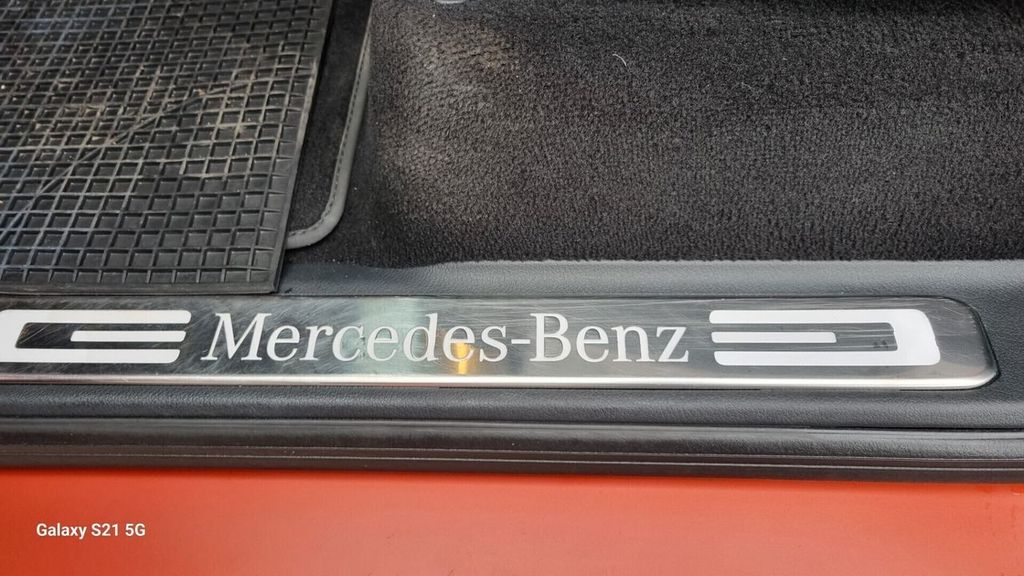 Mercedes-Benz
Galaxy S21 5G